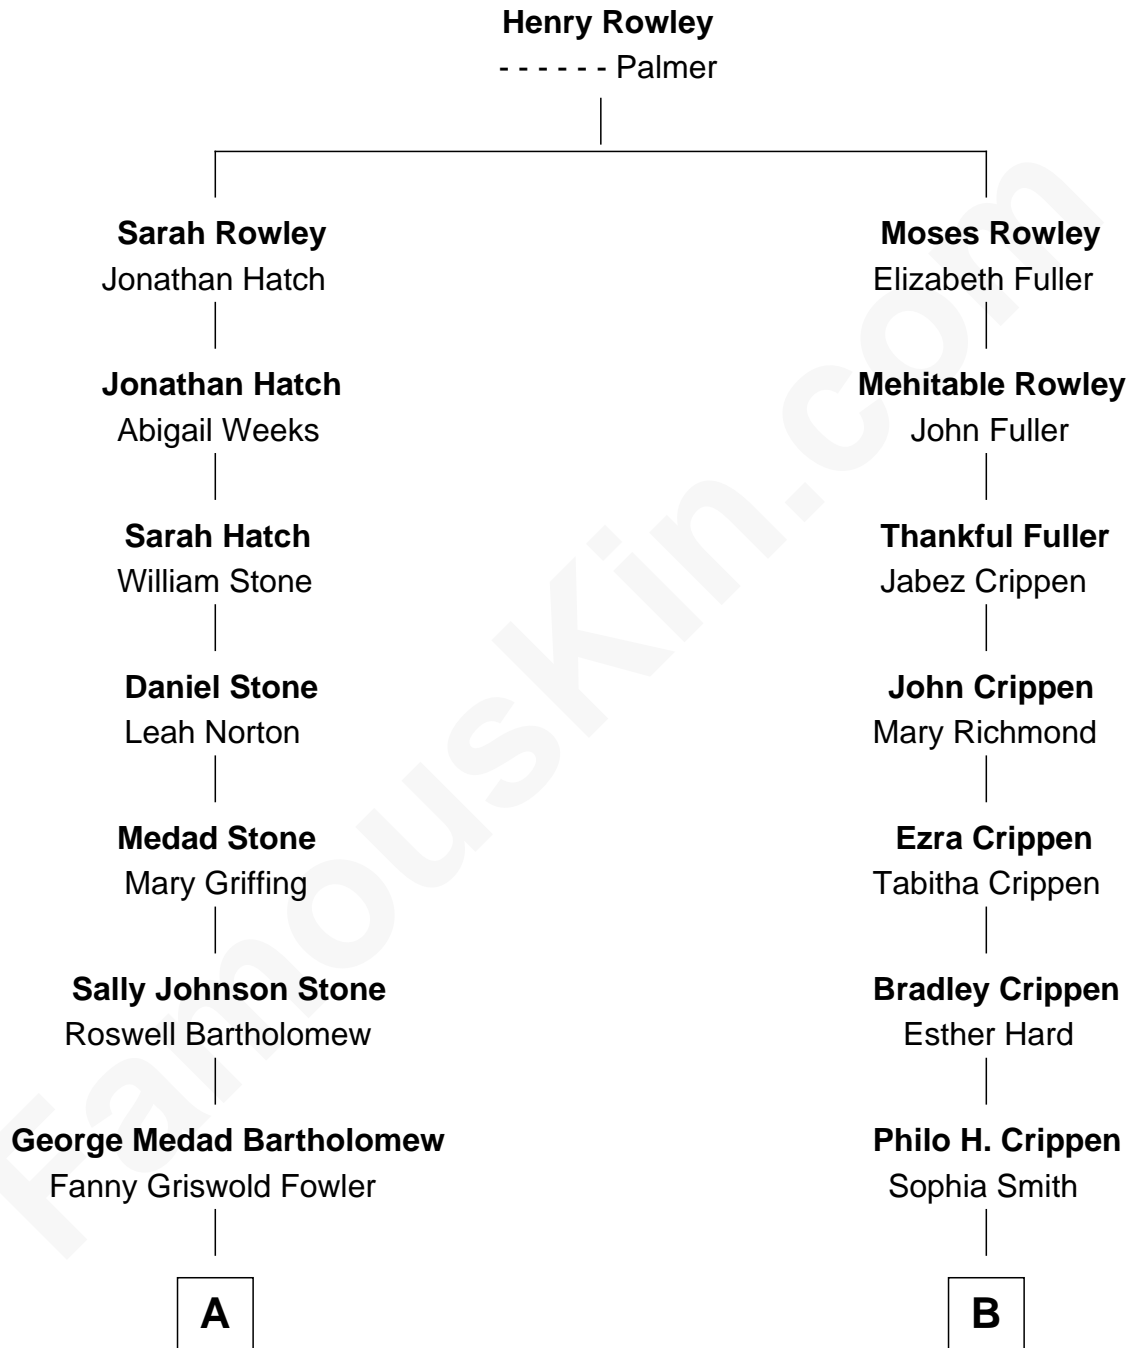 Henry Rowley
- - - - - - Palmer
Sarah Rowley
Jonathan Hatch
Moses Rowley
Elizabeth Fuller
Jonathan Hatch
Abigail Weeks
Mehitable Rowley
John Fuller
Sarah Hatch
William Stone
Thankful Fuller
Jabez Crippen
Daniel Stone
Leah Norton
John Crippen
Mary Richmond
Medad Stone
Mary Griffing
Ezra Crippen
Tabitha Crippen
Sally Johnson Stone
Roswell Bartholomew
Bradley Crippen
Esther Hard
George Medad Bartholomew
Fanny Griswold Fowler
Philo H. Crippen
Sophia Smith
A
B
FamousKin.com